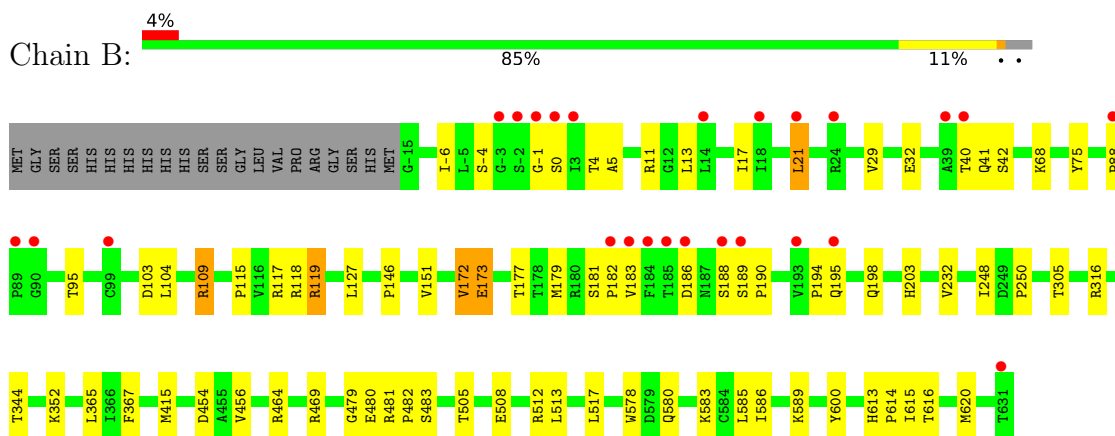 4%
Chain B:
85% 11% • •
MET GLY SER SER HIS HIS HIS HIS HIS HIS SER SER GLY LEU VAL PRO ARG GLY SER HIS MET G-15 I-6 L-5 S-4 G-3 S-2 G-1 S0 I3 T4 A5 R11 G12 L13 L14 I17 I18 L21 R24 V29 E32 A39 T40 Q41 S42 K68 Y75 R88
P89 G90 T95 C99 D103 L104 R109 P115 V116 R117 R118 R119 L127 P146 V151 V172 E173 T177 T178 M179 R180 S181 P182 V183 F184 T185 D186 N187 S188 S189 P190 V193 P194 Q195 Q198 H203 V232 I248 D249 P250 T305 R316
T344 K352 L365 I366 F367 M415 D454 A455 V456 R464 R469 G479 E480 R481 P482 S483 T505 E508 R512 L513 L517 W578 D579 Q580 K583 C584 L585 I586 K589 Y600 H613 P614 I615 T616 M620 T631